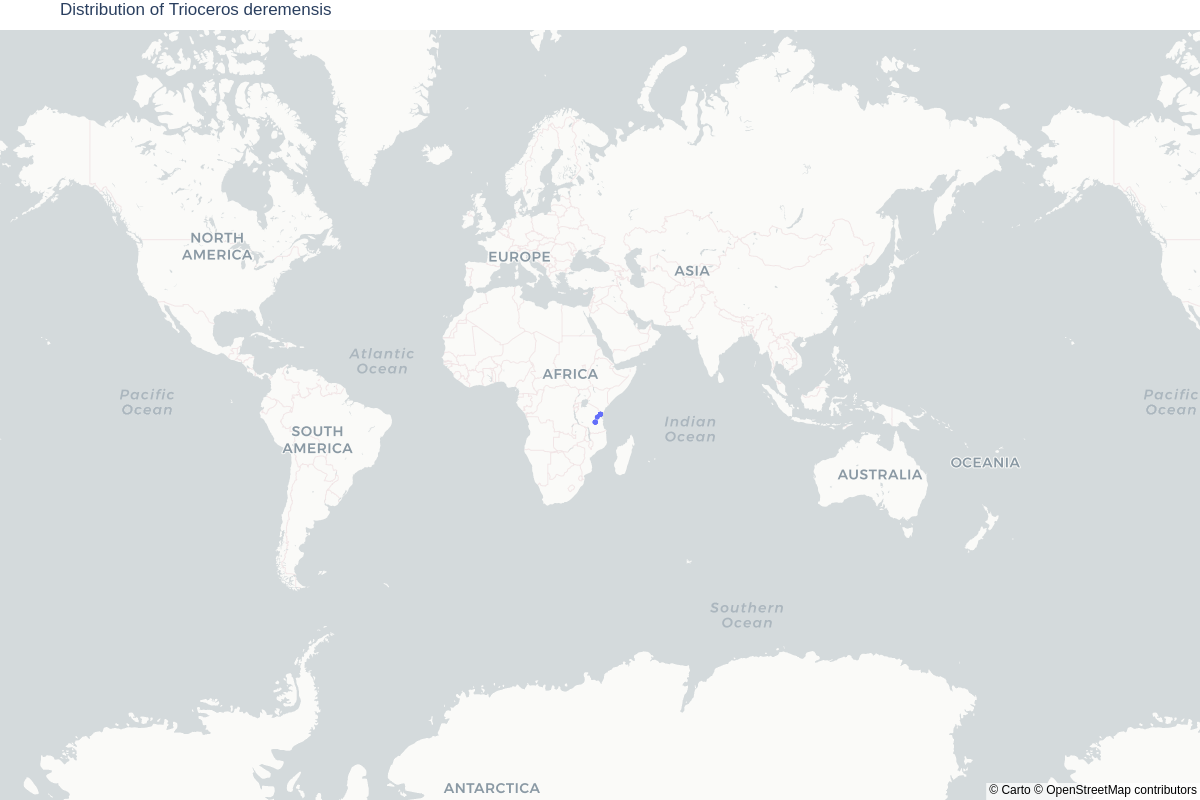 Distribution of Trioceros deremensis
NORTH
AMERICA
EUROPE
ASIA
Atlantic
Ocean
AFRICA
Pacific
Ocean
Pacific
Ocean
Indian
Ocean
SOUTH
AMERICA
OCEANIA
AUSTRALIA
Southern
Ocean
ANTARCTICA
© Carto © OpenStreetMap contributors